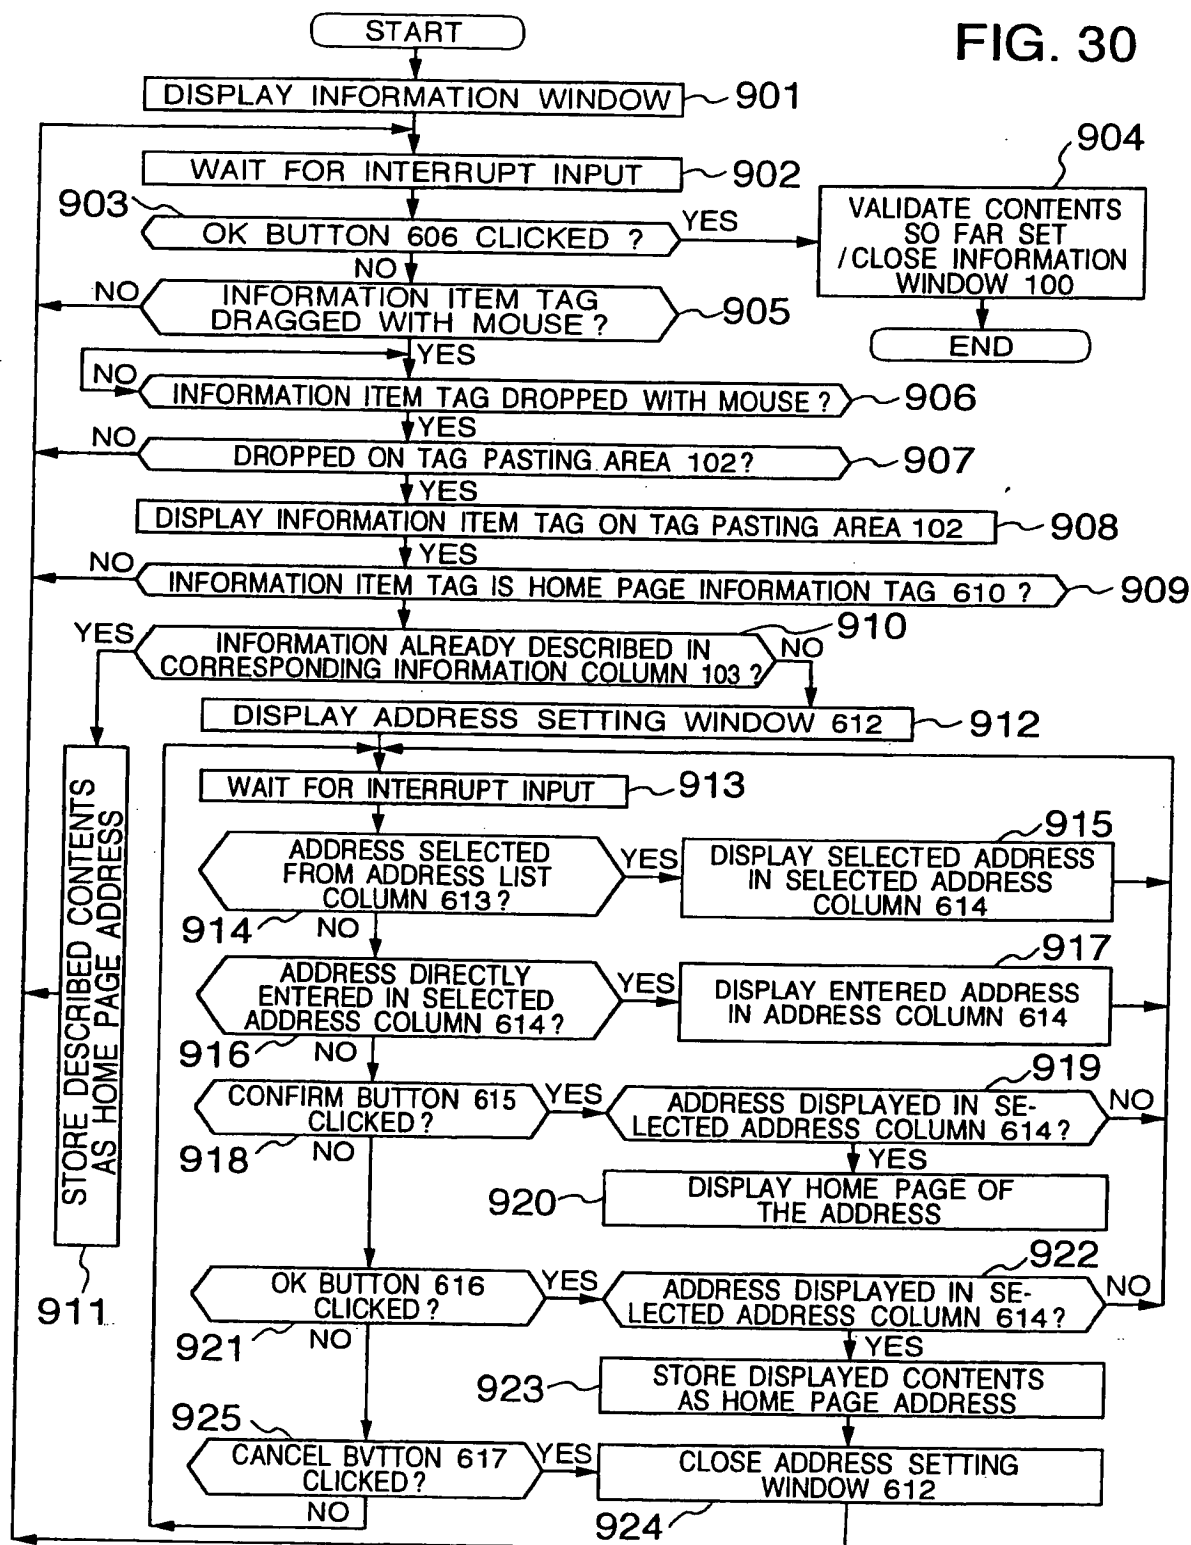 FIG. 30
START
DISPLAY INFORMATION WINDOW
901
WAIT FOR INTERRUPT INPUT
902
903
OK BUTTON 606 CLICKED ?
YES
NO
904
VALIDATE CONTENTS
SO FAR SET
/CLOSE INFORMATION
WINDOW 100
END
NO
INFORMATION ITEM TAG
DRAGGED WITH MOUSE ?
905
YES
NO
INFORMATION ITEM TAG DROPPED WITH MOUSE ?
906
YES
NO
DROPPED ON TAG PASTING AREA 102?
907
YES
DISPLAY INFORMATION ITEM TAG ON TAG PASTING AREA 102
908
YES
NO
INFORMATION ITEM TAG IS HOME PAGE INFORMATION TAG 610 ?
909
910
YES
INFORMATION ALREADY DESCRIBED IN
CORRESPONDING INFORMATION COLUMN 103 ?
NO
DISPLAY ADDRESS SETTING WINDOW 612
912
STORE DESCRIBED CONTENTS
AS HOME PAGE ADDRESS
911
WAIT FOR INTERRUPT INPUT
913
ADDRESS SELECTED
FROM ADDRESS LIST
COLUMN 613 ?
914
YES
NO
915
DISPLAY SELECTED ADDRESS
IN SELECTED ADDRESS
COLUMN 614
ADDRESS DIRECTLY
ENTERED IN SELECTED
ADDRESS COLUMN 614?
916
YES
NO
917
DISPLAY ENTERED ADDRESS
IN ADDRESS COLUMN 614
CONFIRM BUTTON 615
CLICKED ?
918
YES
NO
919
ADDRESS DISPLAYED IN SE-
LECTED ADDRESS COLUMN 614?
NO
YES
920
DISPLAY HOME PAGE OF
THE ADDRESS
OK BUTTON 616
CLICKED ?
921
YES
NO
922
ADDRESS DISPLAYED IN SE-
LECTED ADDRESS COLUMN 614?
NO
YES
923
STORE DISPLAYED CONTENTS
AS HOME PAGE ADDRESS
925
CANCEL BVTTON 617
CLICKED ?
YES
NO
CLOSE ADDRESS SETTING
WINDOW 612
924